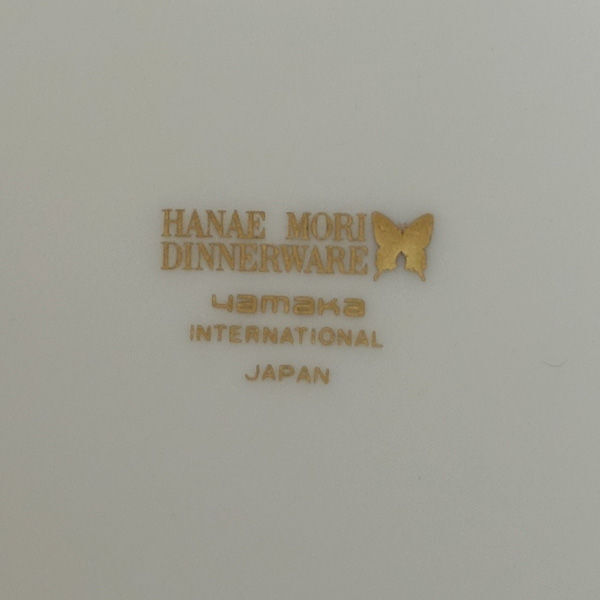 HANAE MORI
DINNERWARE
yamaka
INTERNATIONAL
JAPAN